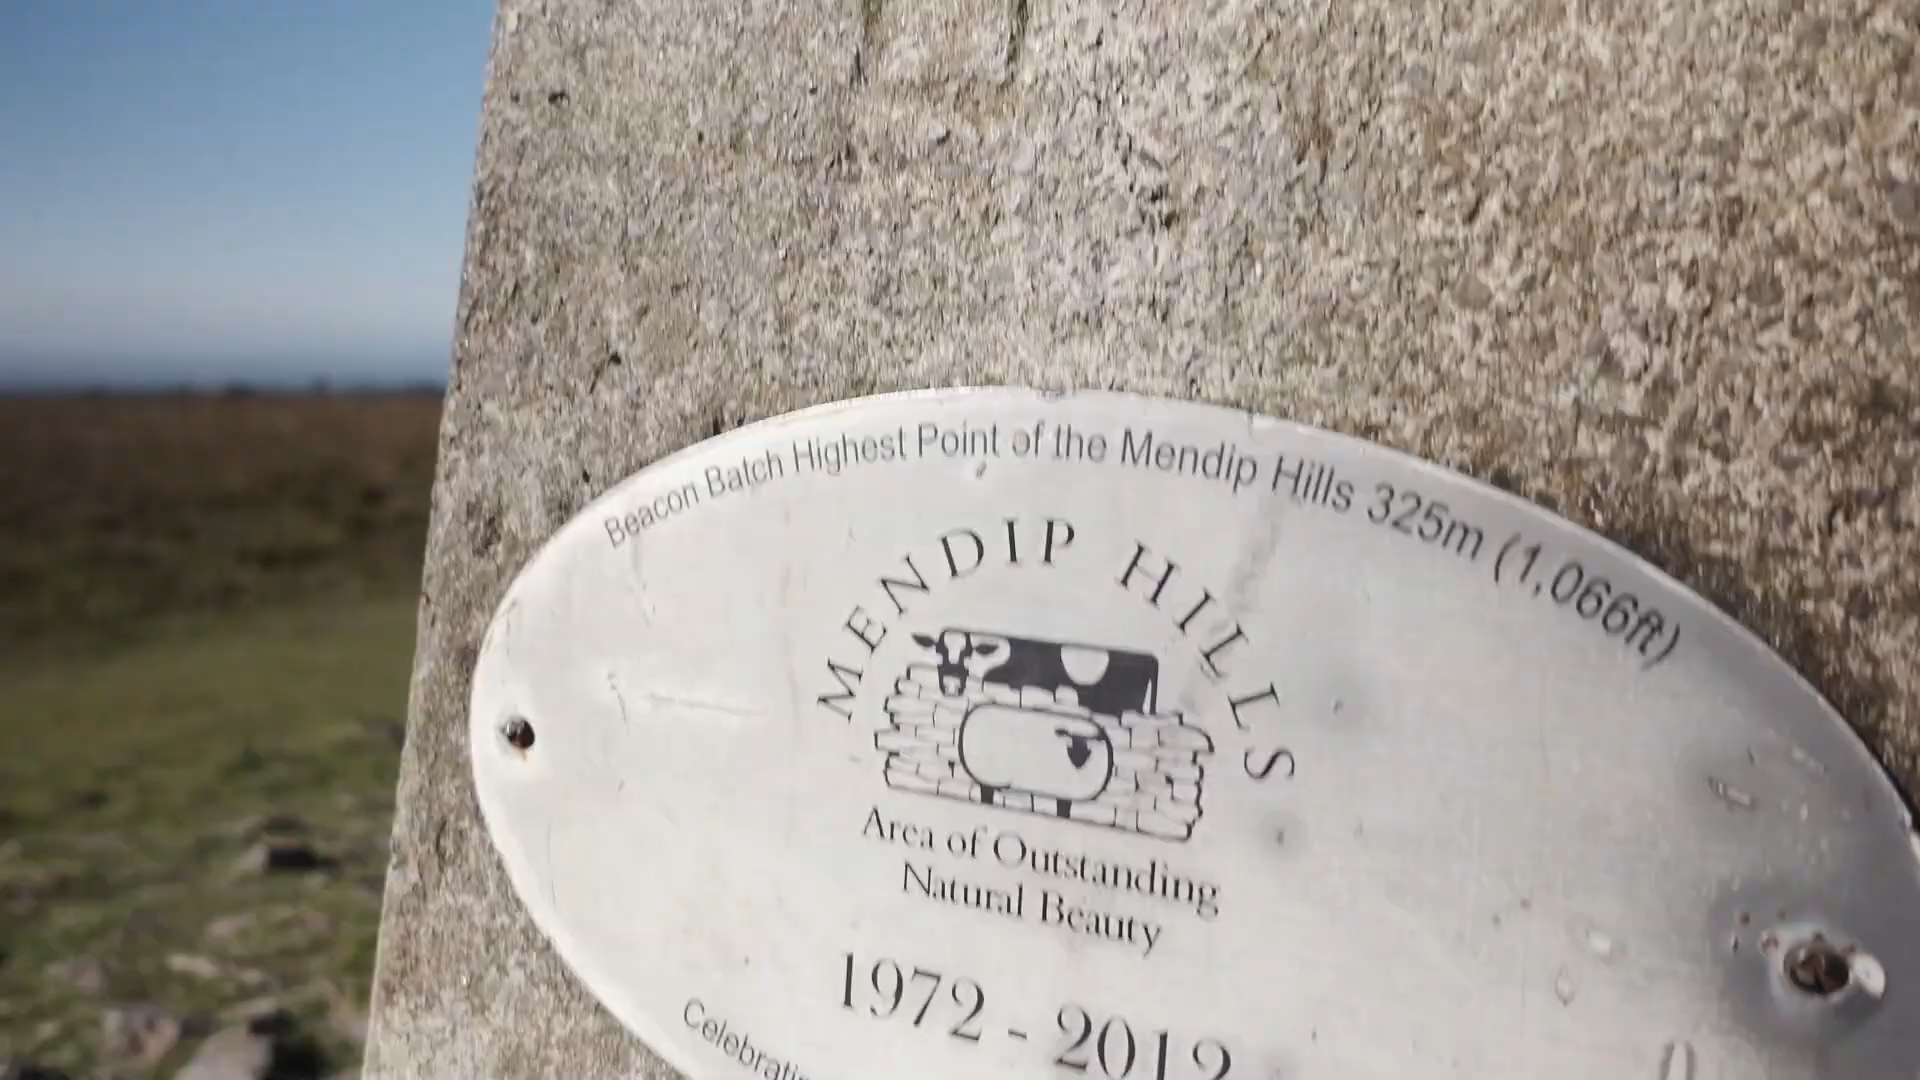 Beacon Batch Highest Point of the Mendip Hills 325m (1,066ft)
MENDIP HILLS
Area of Outstanding
Natural Beauty
1972 - 2012